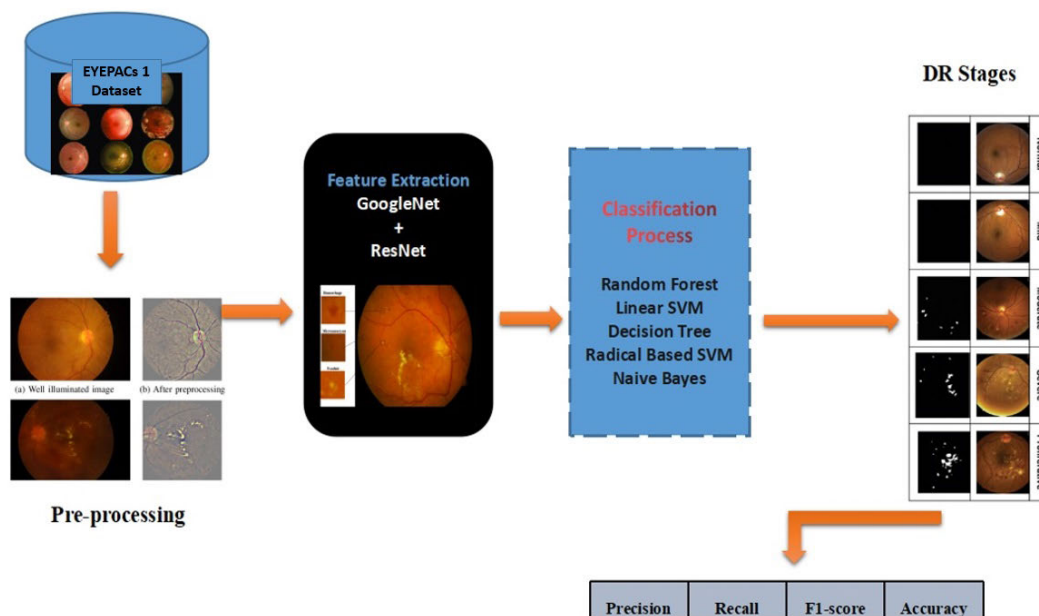 EYEPACs 1
Dataset
DR Stages
Feature Extraction
GoogleNet
+
ResNet
Classification
Process
Random Forest
Linear SVM
Decision Tree
Radical Based SVM
Naive Bayes
(a) Well illuminated image
(b) After preprocessing
Pre-processing
Precision
Recall
F1-score
Accuracy